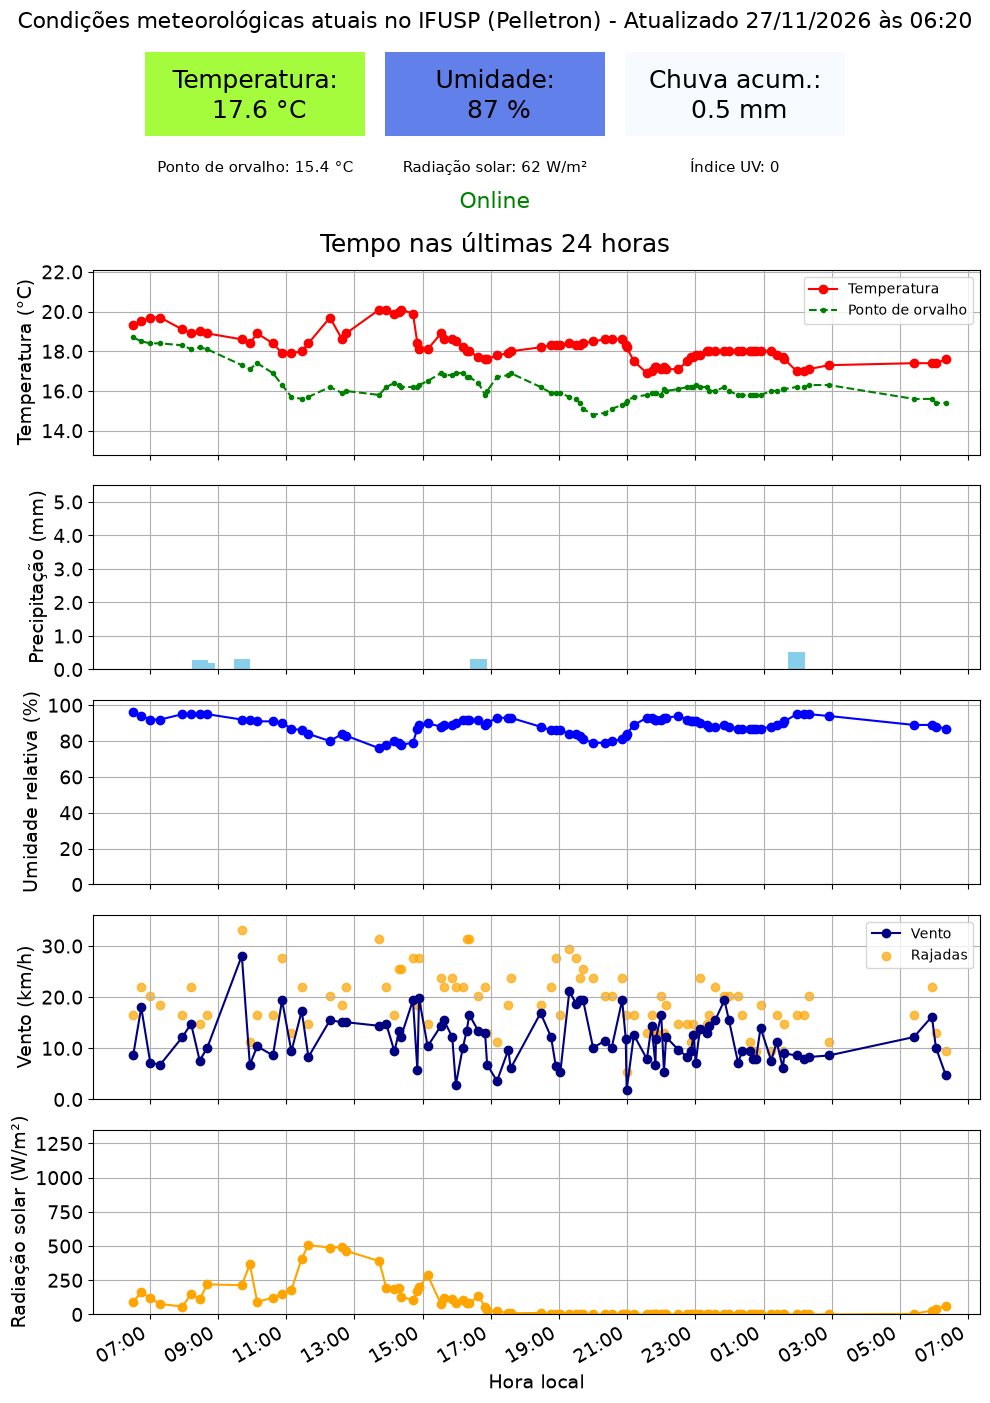 Condições meteorológicas atuais no IFUSP (Pelletron) - Atualizado 27/11/2026 às 06:20
Temperatura:
17.6 °C
Umidade:
87 %
Chuva acum.:
0.5 mm
Ponto de orvalho: 15.4 °C
Radiação solar: 62 W/m²
Índice UV: 0
Online
Tempo nas últimas 24 horas
Temperatura (°C)
22.0
20.0
18.0
16.0
14.0
Temperatura
Ponto de orvalho
Precipitação (mm)
5.0
4.0
3.0
2.0
1.0
0.0
Umidade relativa (%)
100
80
60
40
20
0
Vento (km/h)
30.0
20.0
10.0
0.0
Vento
Rajadas
Radiação solar (W/m²)
1250
1000
750
500
250
0
07:00
09:00
11:00
13:00
15:00
17:00
19:00
21:00
23:00
01:00
03:00
05:00
07:00
Hora local